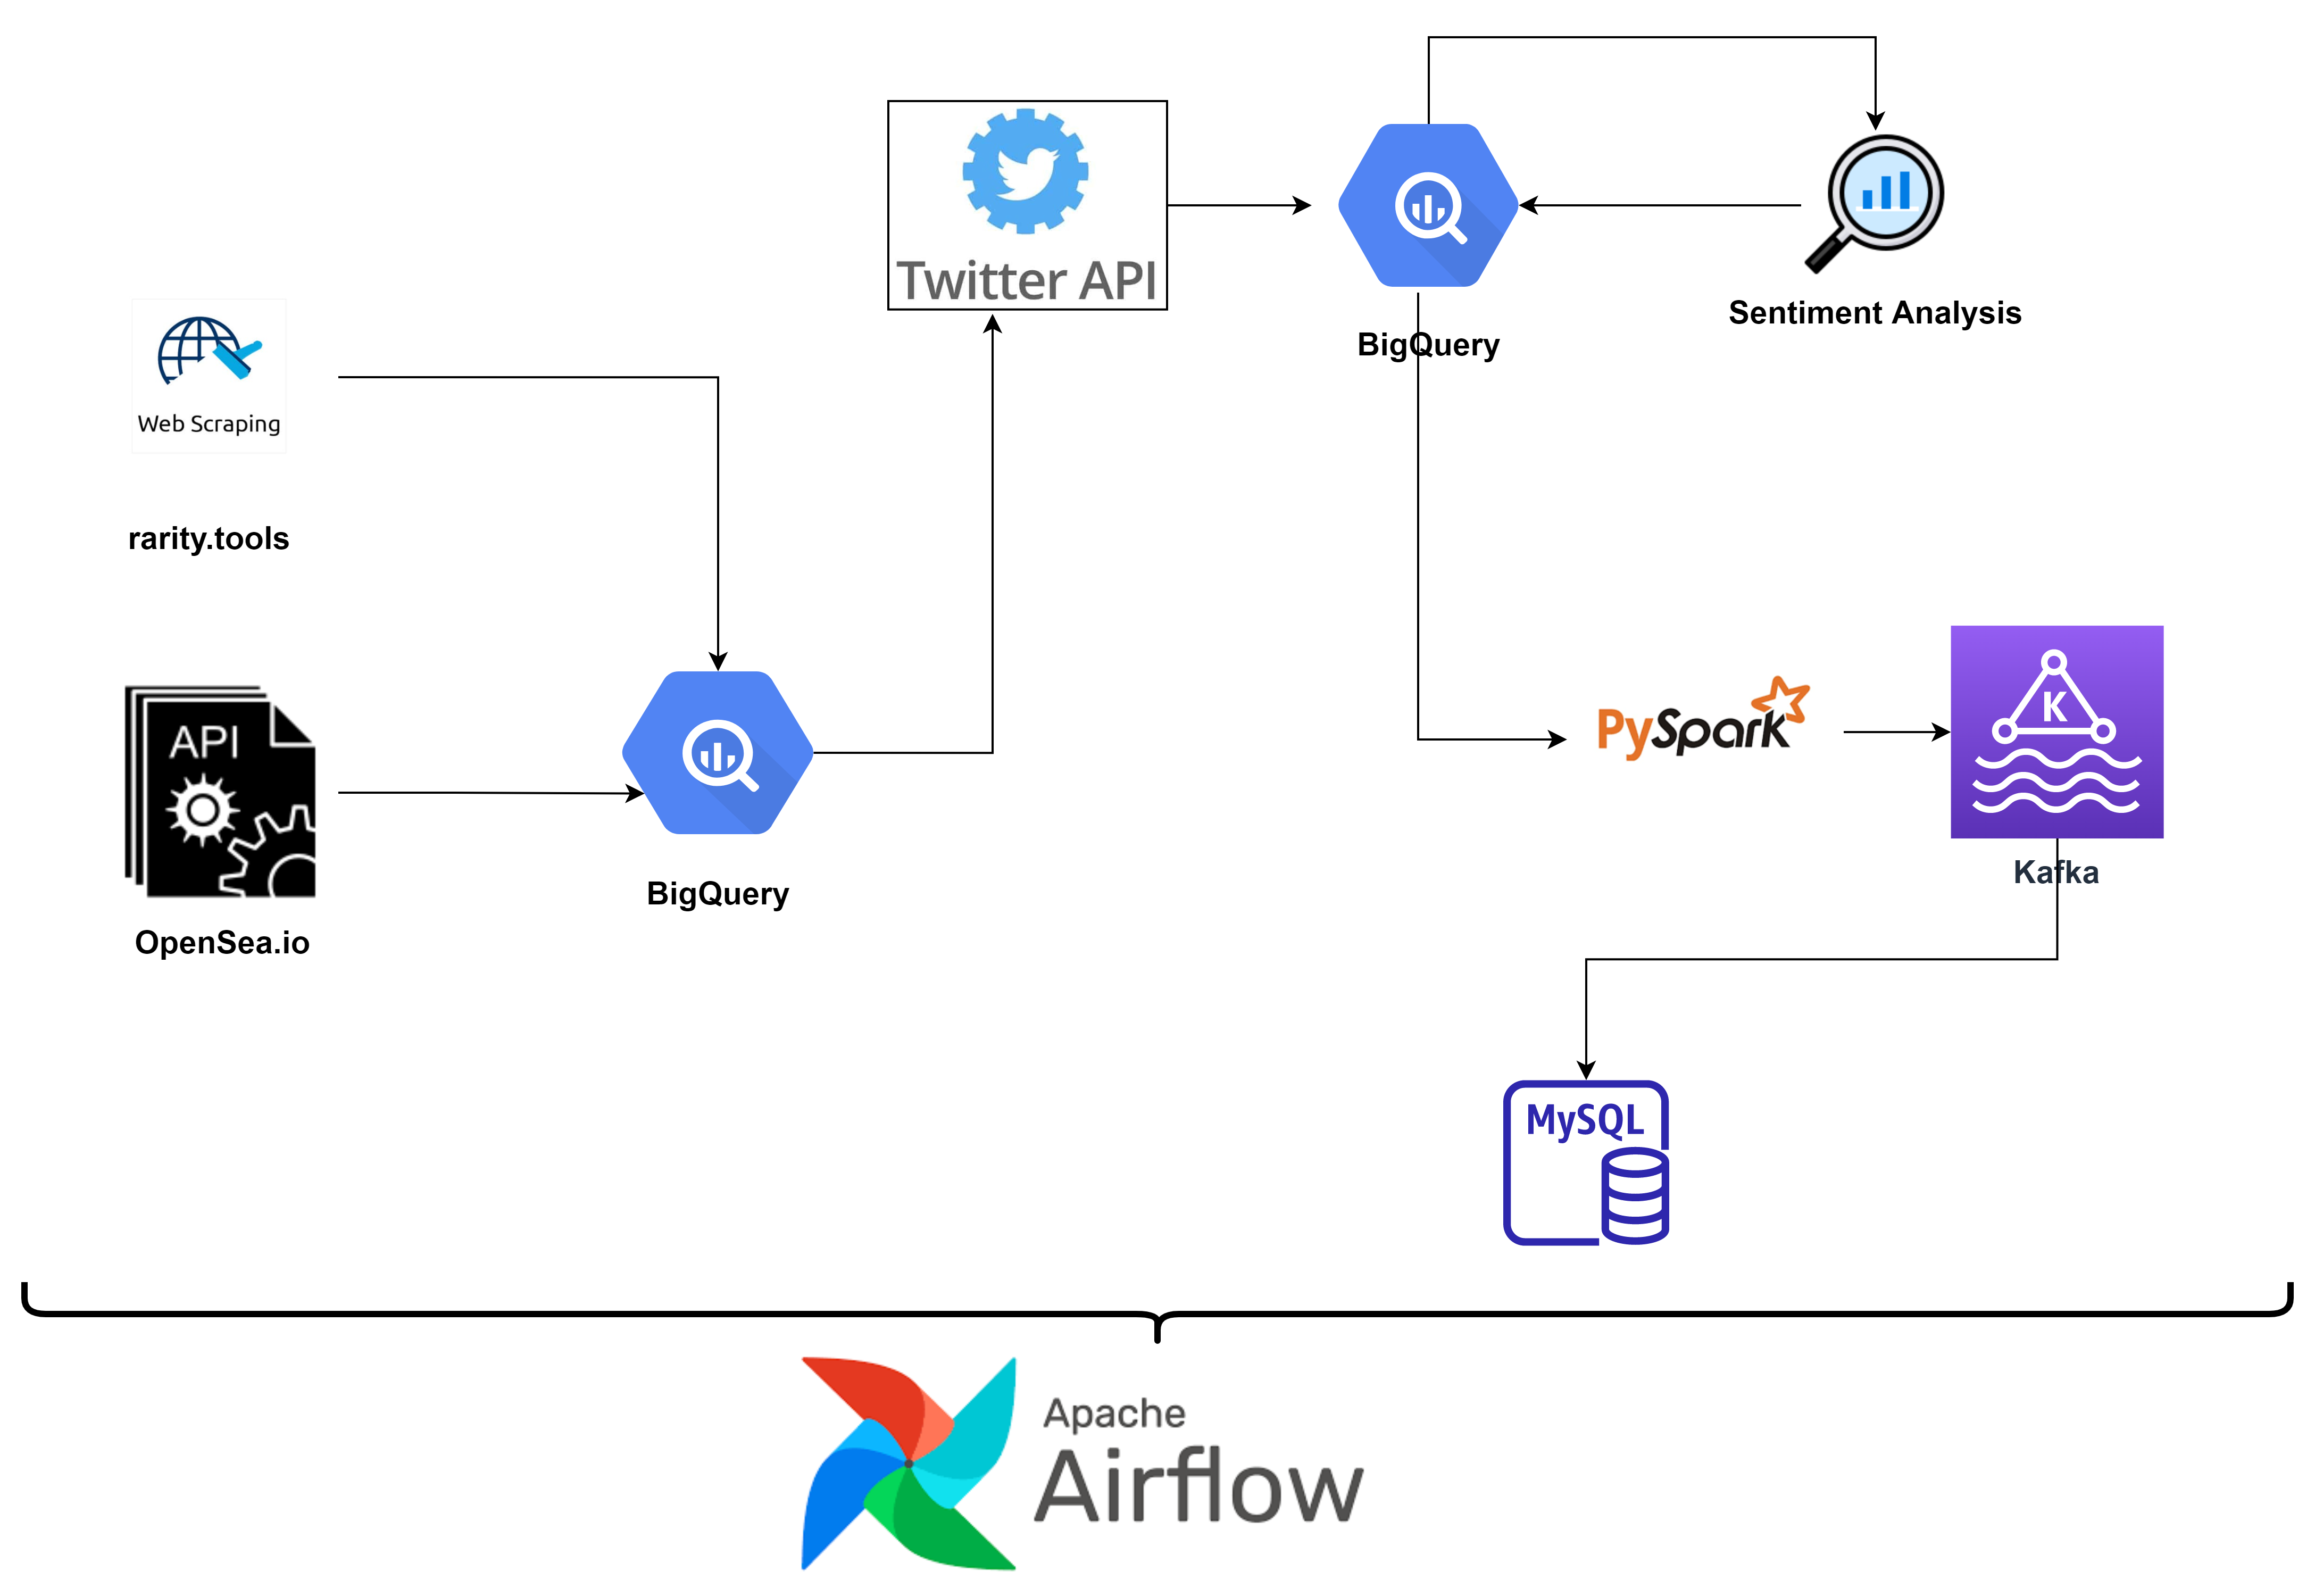 Twitter API
BigQuery
Sentiment Analysis
Web Scraping
rarity.tools
API
OpenSea.io
BigQuery
PySpark
K
Kafka
MySQL
Apache
Airflow